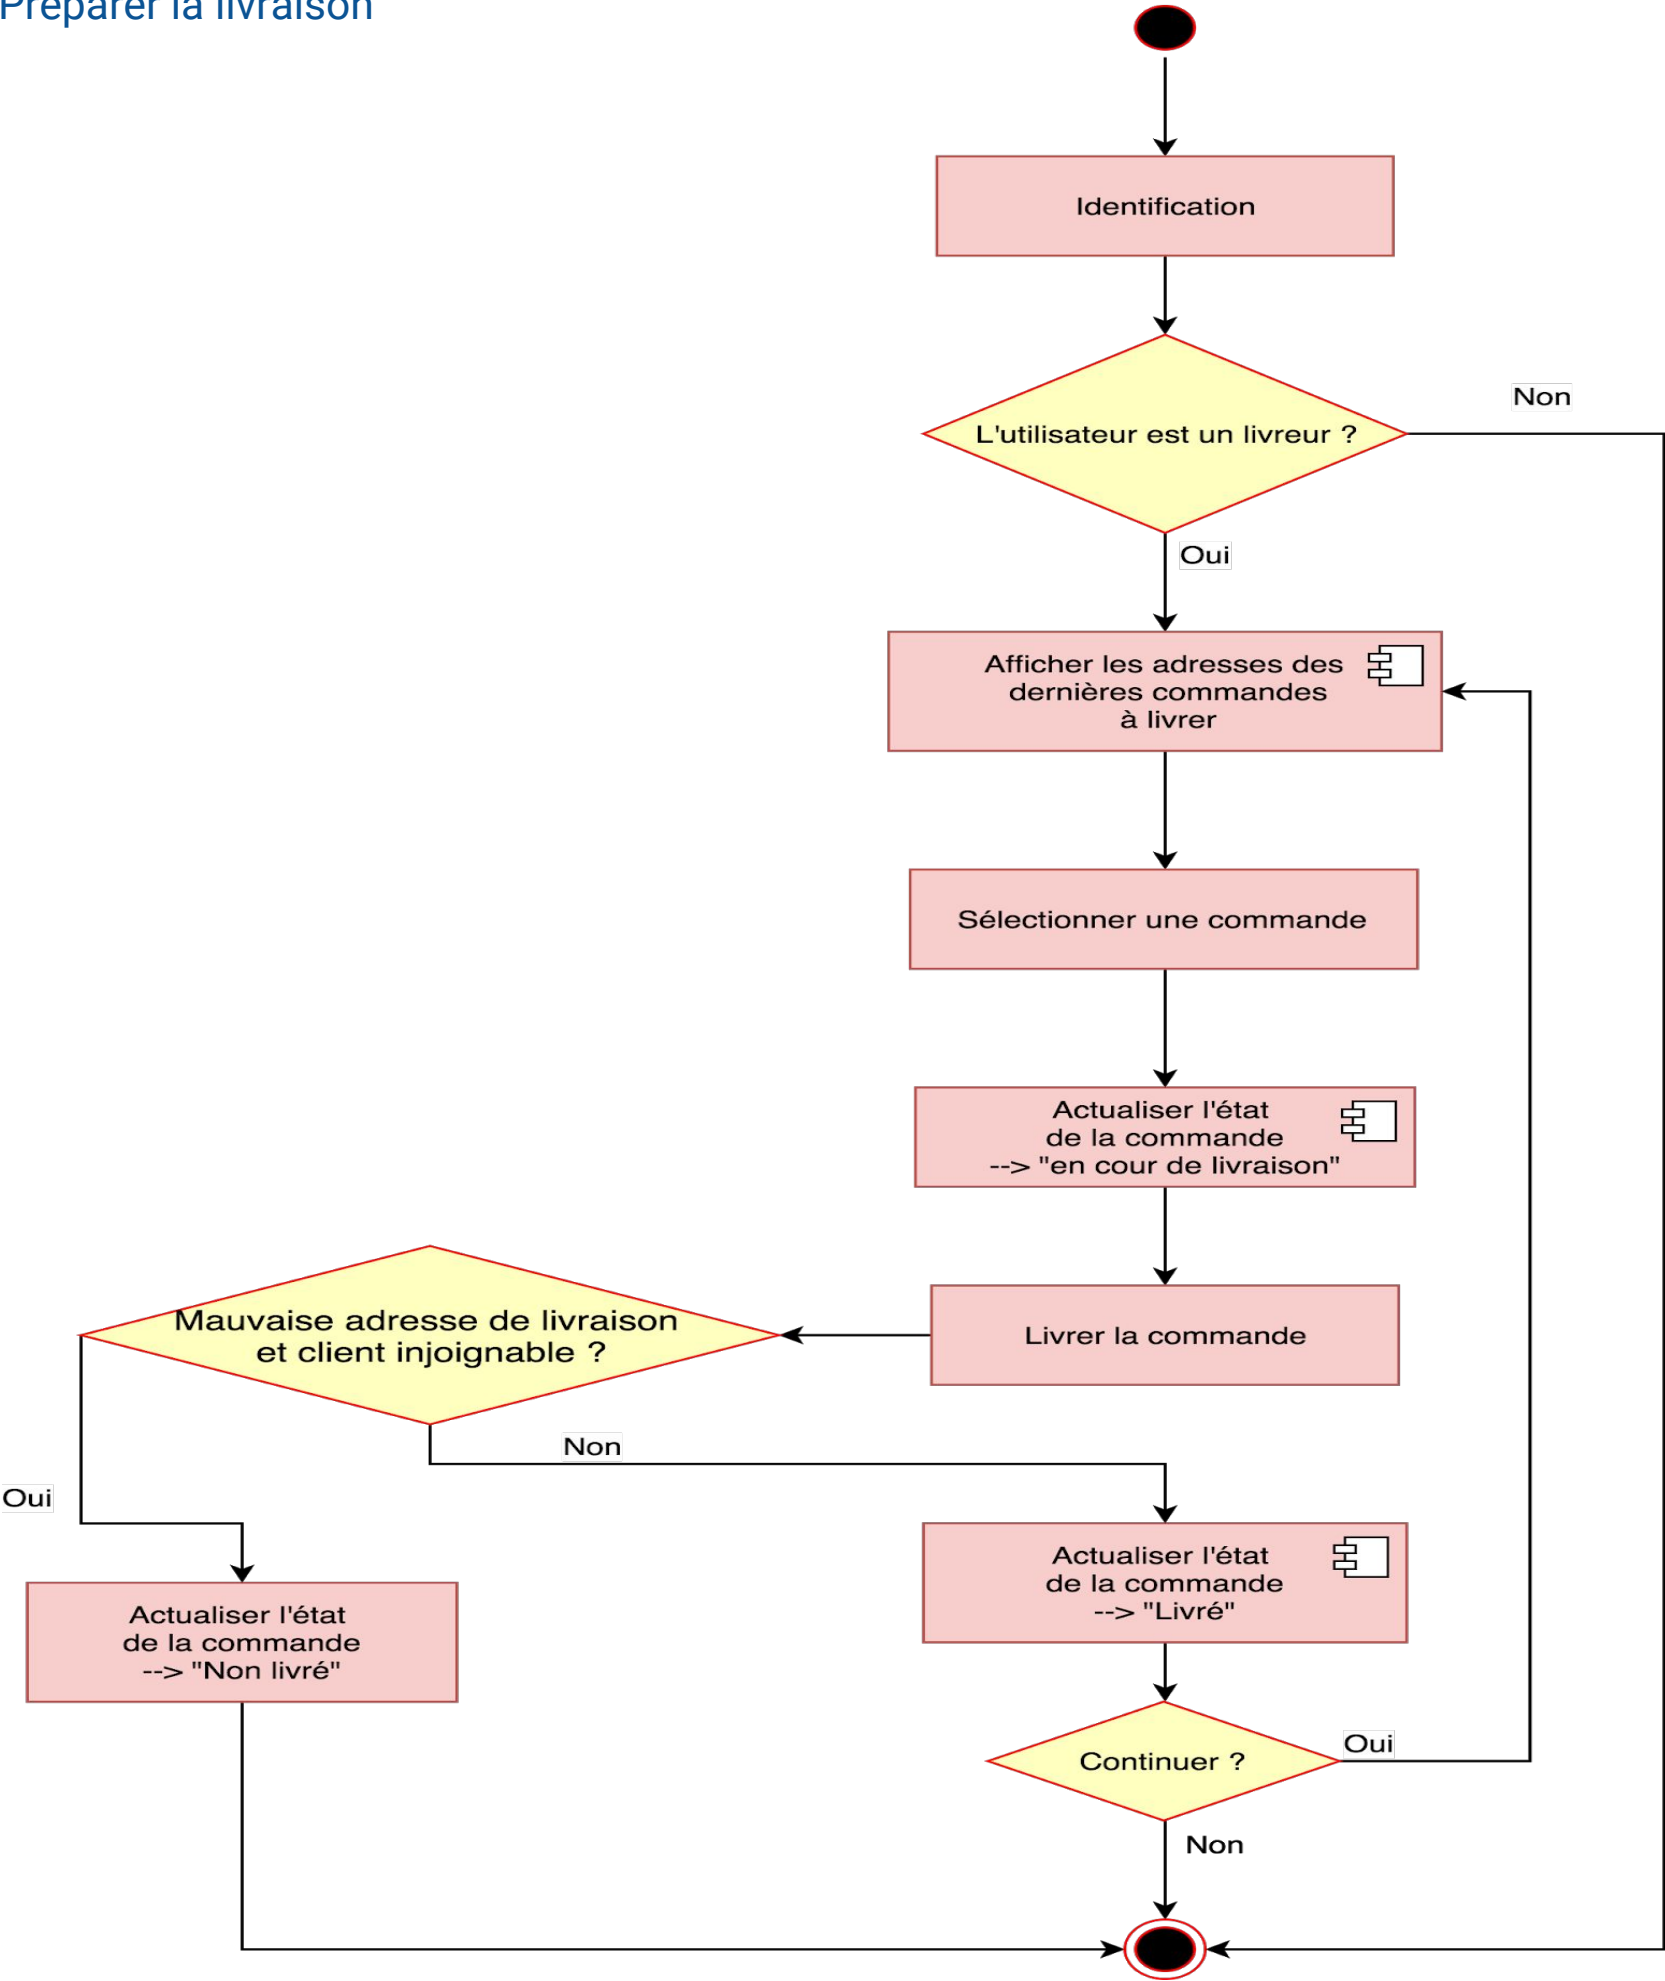 Préparer la livraison
Identification
L'utilisateur est un livreur ?
Non
Oui
Afficher les adresses des
dernières commandes
à livrer
Sélectionner une commande
Actualiser l'état
de la commande
--> "en cour de livraison"
Livrer la commande
Mauvaise adresse de livraison
et client injoignable ?
Non
Oui
Actualiser l'état
de la commande
--> "Livré"
Actualiser l'état
de la commande
--> "Non livré"
Continuer ?
Oui
Non